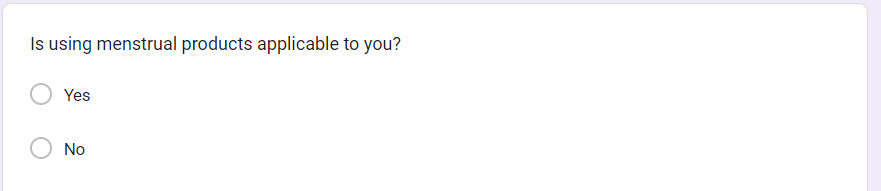 Is using menstrual products applicable to you?
Yes
No